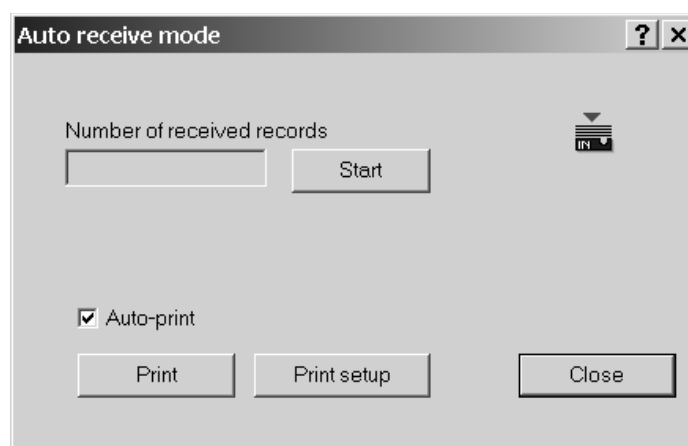 Auto receive mode
? ×
Number of received records
Start
IN
Auto-print
Print Print setup Close